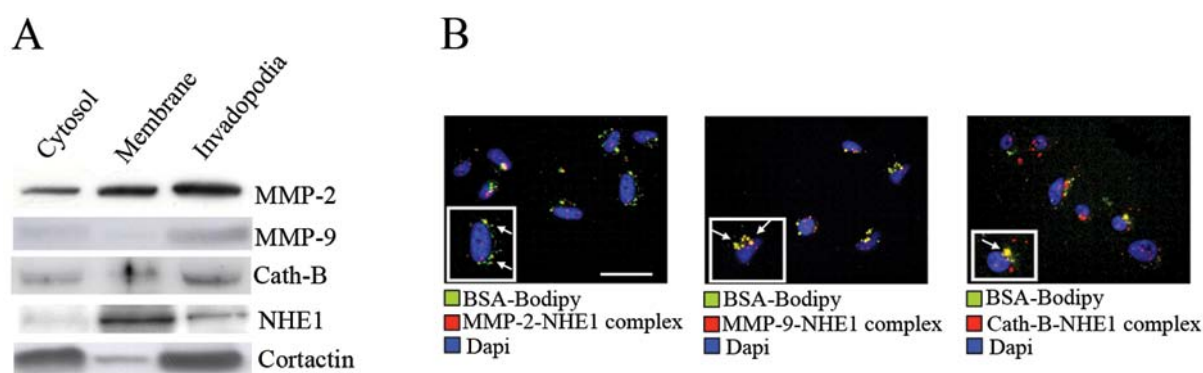 A
Cytosol
Membrane
Invadopodia
MMP-2
MMP-9
Cath-B
NHE1
Cortactin
B
BSA-Bodipy
MMP-2-NHE1 complex
Dapi
BSA-Bodipy
MMP-9-NHE1 complex
Dapi
BSA-Bodipy
Cath-B-NHE1 complex
Dapi